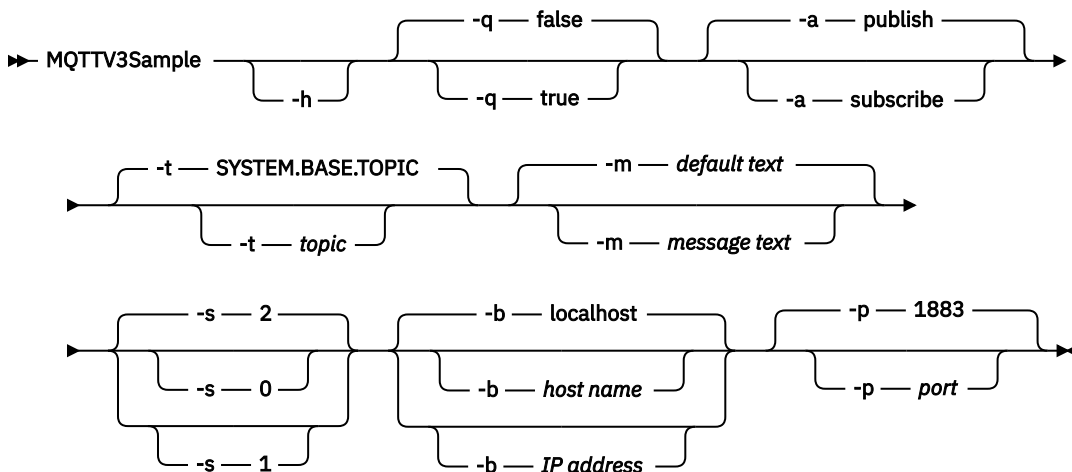 -q false -a publish
MQTTV3Sample
-h -q true -a subscribe
-t SYSTEM.BASE.TOPIC -m default text
-t topic -m message text
-s 2 -b localhost -p 1883
-s 0 -b host name -p port
-s 1 -b IP address